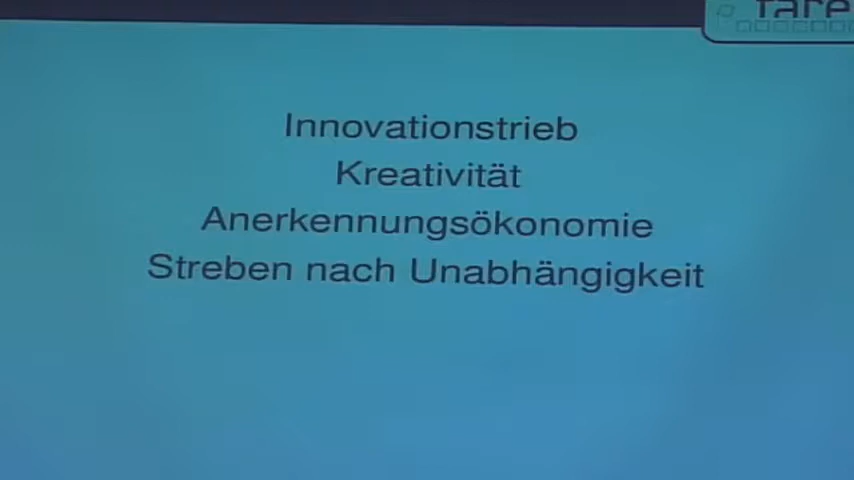 Innovationstrieb
Kreativität
Anerkennungsökonomie
Streben nach Unabhängigkeit